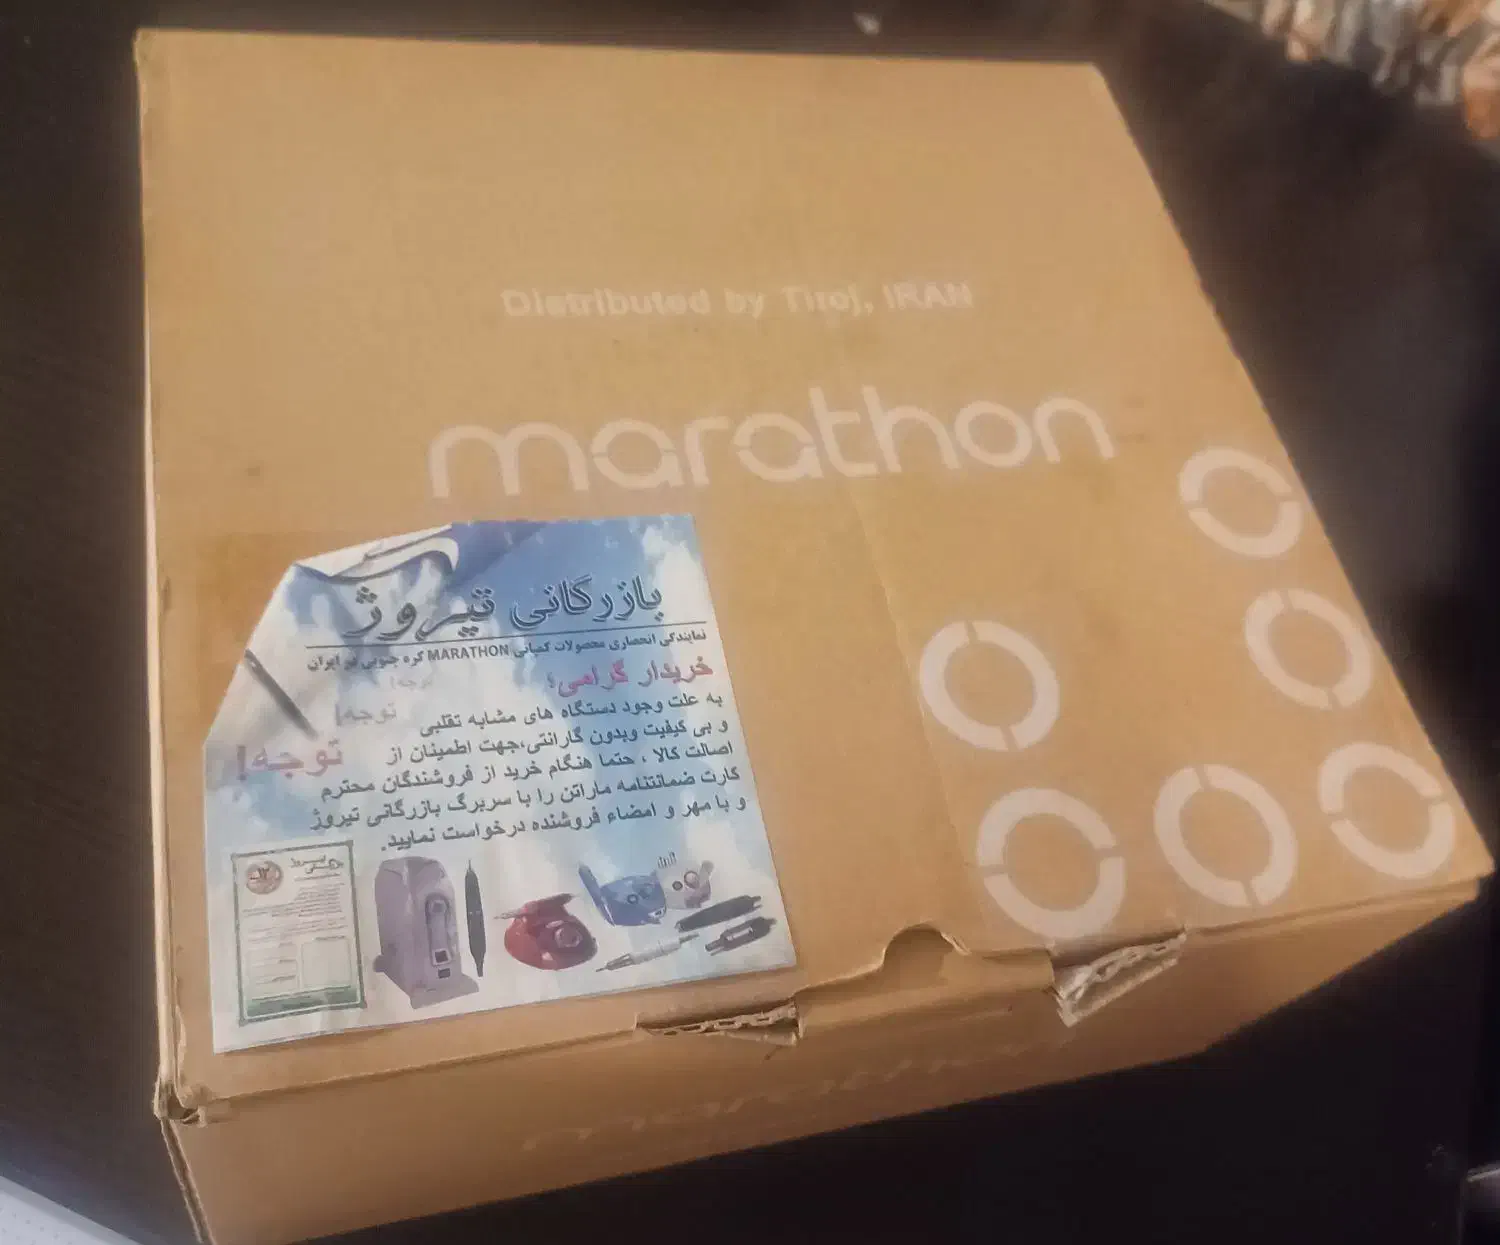 Distributed by Tiroj, IRAN
marathon
بازرگانی تیروژ
نمایندگی انحصاری محصولات کمپانی MARATHON کره جنوبی در ایران
خریدار گرامی؛
توجه!
توجه!
توجه!
به علت وجود دستگاه های مشابه تقلبی
و بی کیفیت وبدون گارانتی،جهت اطمینان از
اصالت کالا ، حتما هنگام خرید از فروشندگان محترم
کارت ضمانتنامه ماراتن را با سربرگ بازرگانی تیروژ
و با مهر و امضاء فروشنده درخواست نمایید.
marathon